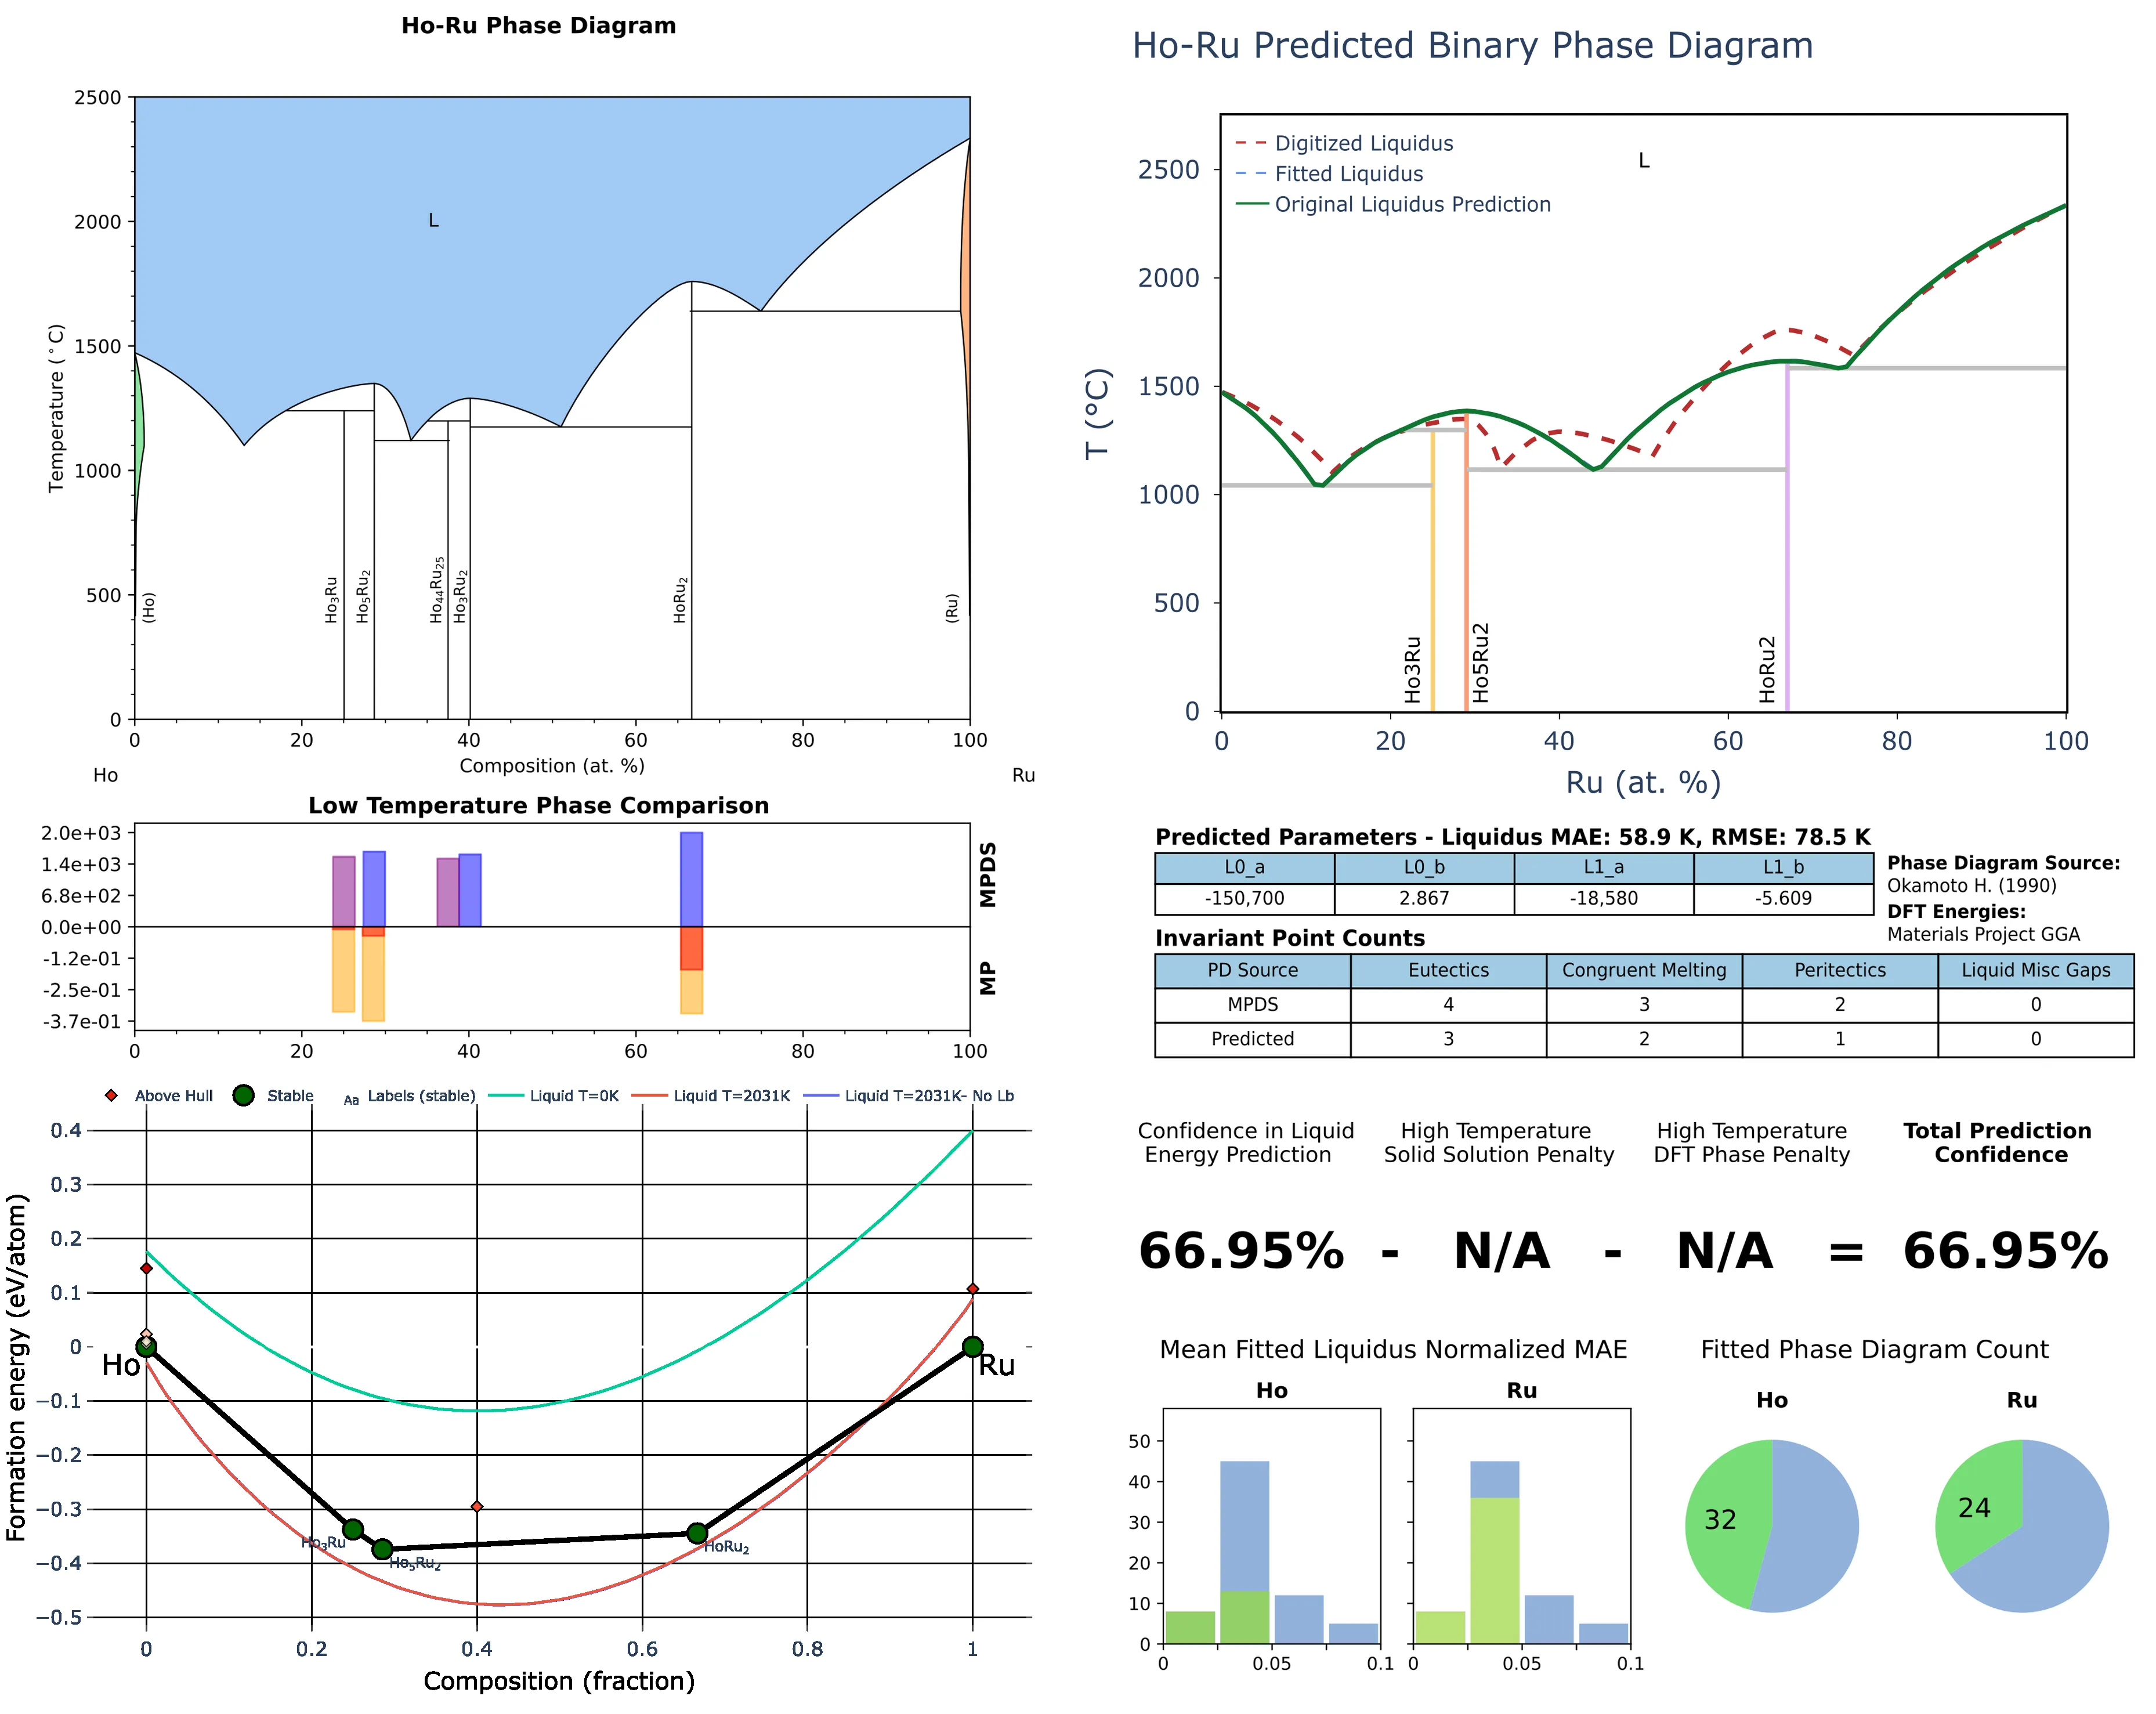 Ho-Ru Phase Diagram
2500
2000
1500
1000
500
0
Temperature (°C)
L
(Ho)
Ho3Ru
Ho5Ru2
Ho44Ru25
Ho3Ru2
HoRu2
(Ru)
0 20 40 60 80 100
Composition (at. %)
Ho Ru
Ho-Ru Predicted Binary Phase Diagram
Digitized Liquidus
Fitted Liquidus
Original Liquidus Prediction
L
2500
2000
1500
1000
500
0
T (°C)
Ho3Ru
Ho5Ru2
HoRu2
0 20 40 60 80 100
Ru (at. %)
Low Temperature Phase Comparison
2.0e+03
1.4e+03
6.8e+02
0.0e+00
-1.2e-01
-2.5e-01
-3.7e-01
MPDS
MP
0 20 40 60 80 100
Predicted Parameters - Liquidus MAE: 58.9 K, RMSE: 78.5 K
L0_a L0_b L1_a L1_b
-150,700 2.867 -18,580 -5.609
Phase Diagram Source:
Okamoto H. (1990)
DFT Energies:
Materials Project GGA
Invariant Point Counts
PD Source Eutectics Congruent Melting Peritectics Liquid Misc Gaps
MPDS 4 3 2 0
Predicted 3 2 1 0
Above Hull Stable Aa Labels (stable) Liquid T=0K Liquid T=2031K Liquid T=2031K- No Lb
0.4
0.3
0.2
0.1
0
−0.1
−0.2
−0.3
−0.4
−0.5
Formation energy (eV/atom)
Ho
Ru
Ho3Ru
Ho5Ru2
HoRu2
0 0.2 0.4 0.6 0.8 1
Composition (fraction)
Confidence in Liquid
Energy Prediction
High Temperature
Solid Solution Penalty
High Temperature
DFT Phase Penalty
Total Prediction
Confidence
66.95% - N/A - N/A = 66.95%
Mean Fitted Liquidus Normalized MAE
Ho Ru
50
40
30
20
10
0
0 0.05 0.1
0 0.05 0.1
Fitted Phase Diagram Count
Ho Ru
32 24